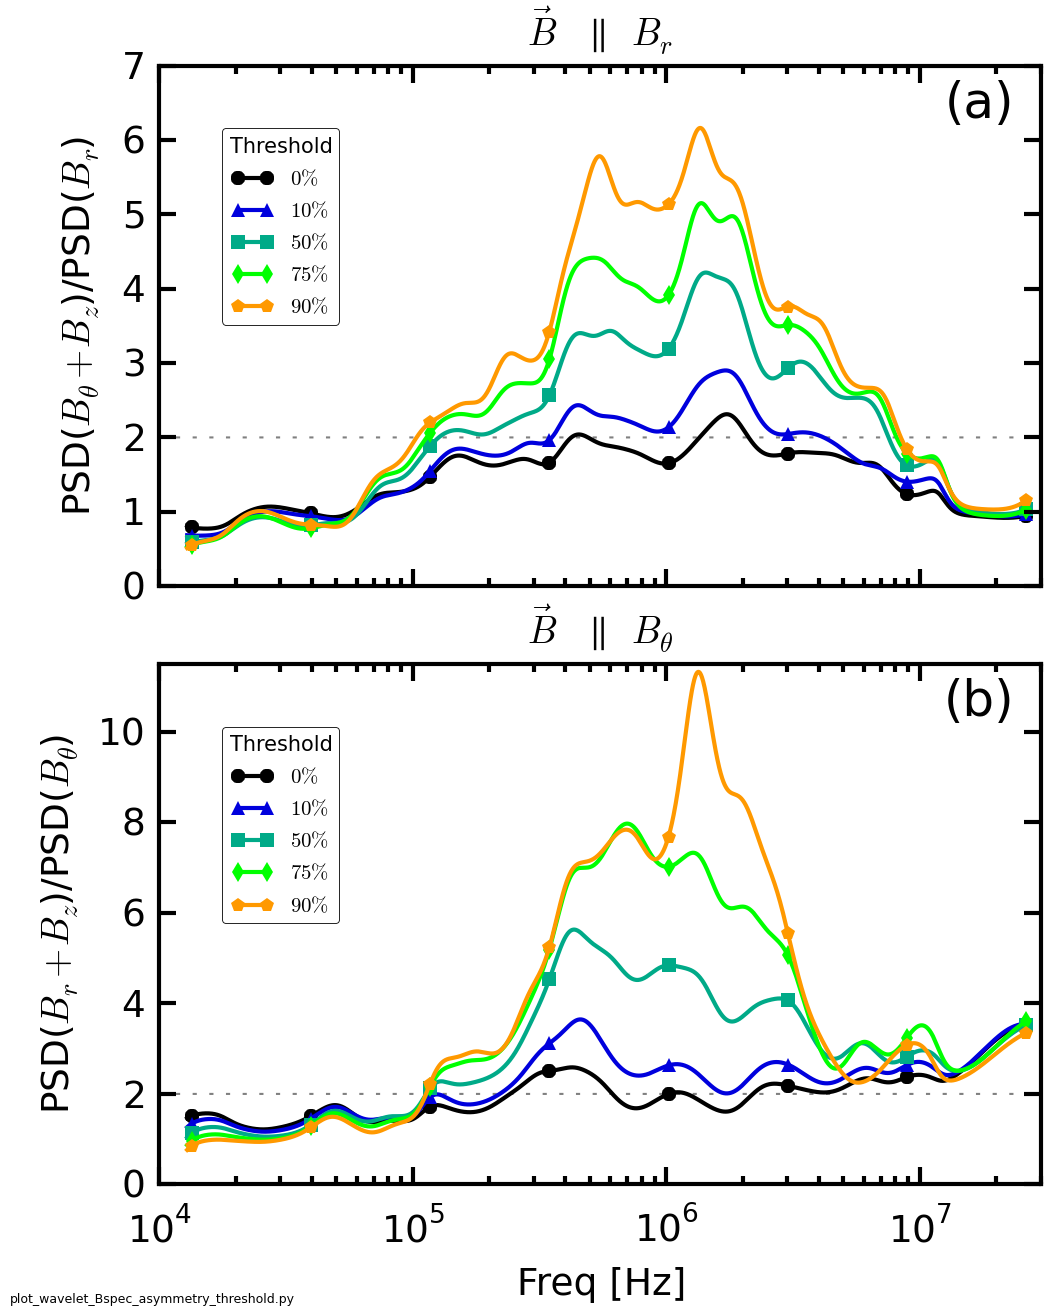 B⃗ ∥ B_r
(a)
7
6
5
4
3
2
1
0
PSD(B_θ + B_z)/PSD(B_r)
Threshold
0%
10%
50%
75%
90%
B⃗ ∥ B_θ
(b)
10
8
6
4
2
0
PSD(B_r + B_z)/PSD(B_θ)
Threshold
0%
10%
50%
75%
90%
10^4 10^5 10^6 10^7
Freq [Hz]
plot_wavelet_Bspec_asymmetry_threshold.py